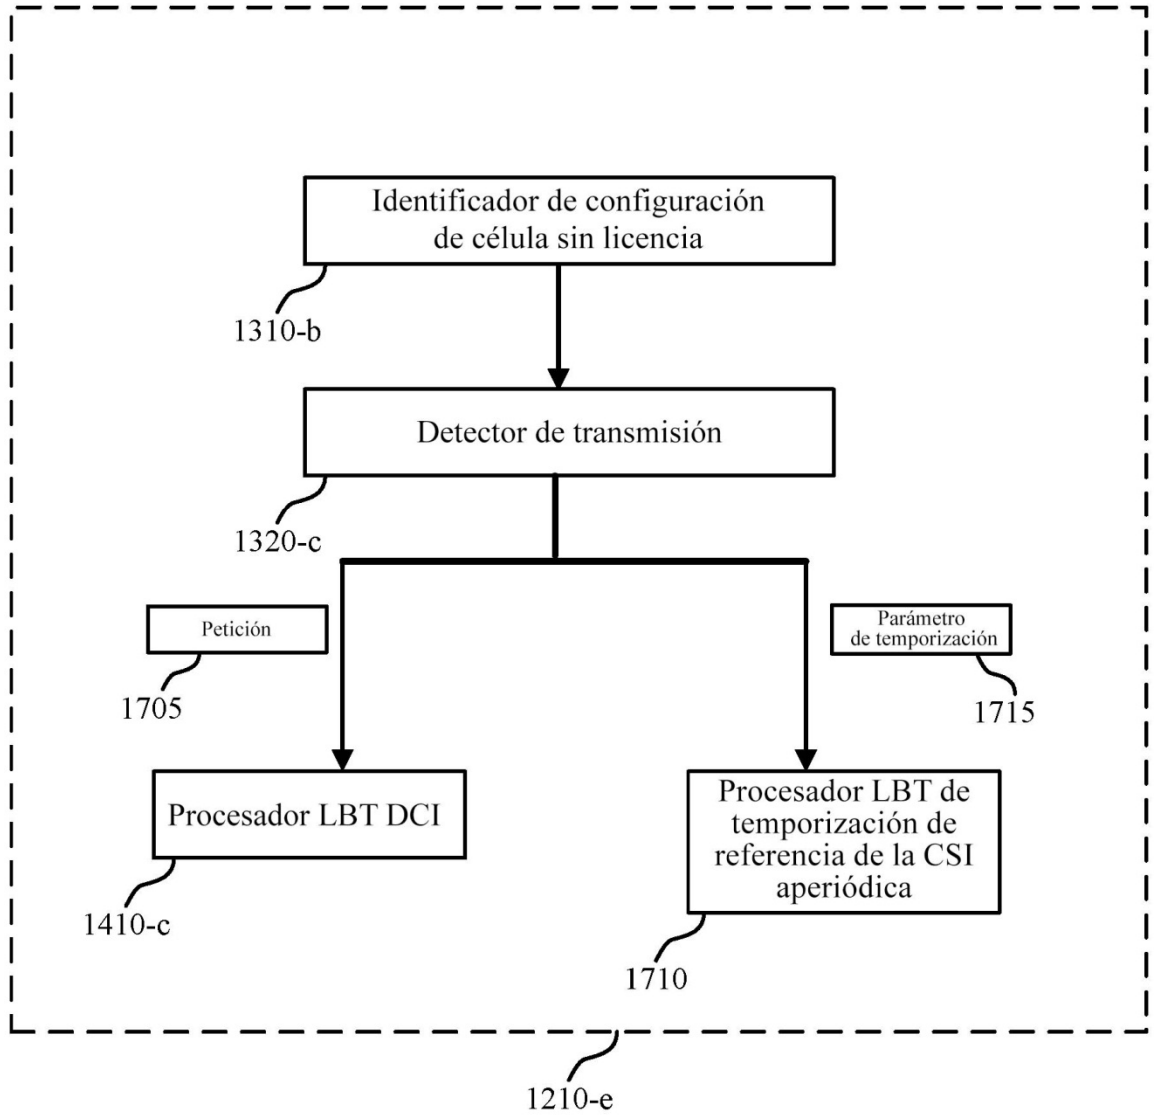 Identificador de configuración
de célula sin licencia
1310-b
Detector de transmisión
1320-c
Petición
1705
Parámetro
de temporización
1715
Procesador LBT DCI
1410-c
Procesador LBT de
temporización de
referencia de la CSI
aperiódica
1710
1210-e